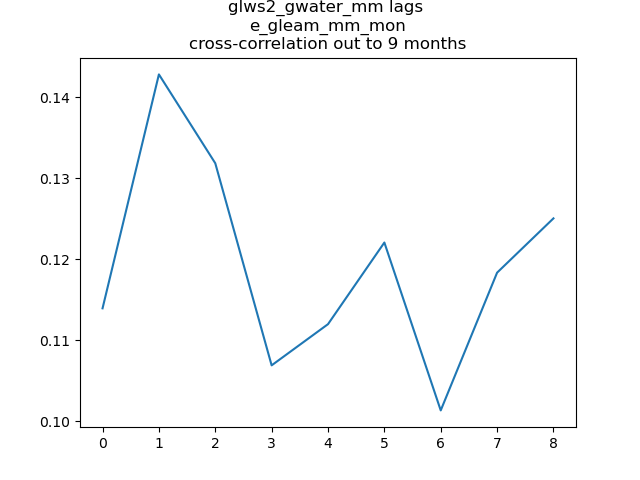 glws2_gwater_mm lags
e_gleam_mm_mon
cross-correlation out to 9 months
0.14
0.13
0.12
0.11
0.10
0 1 2 3 4 5 6 7 8